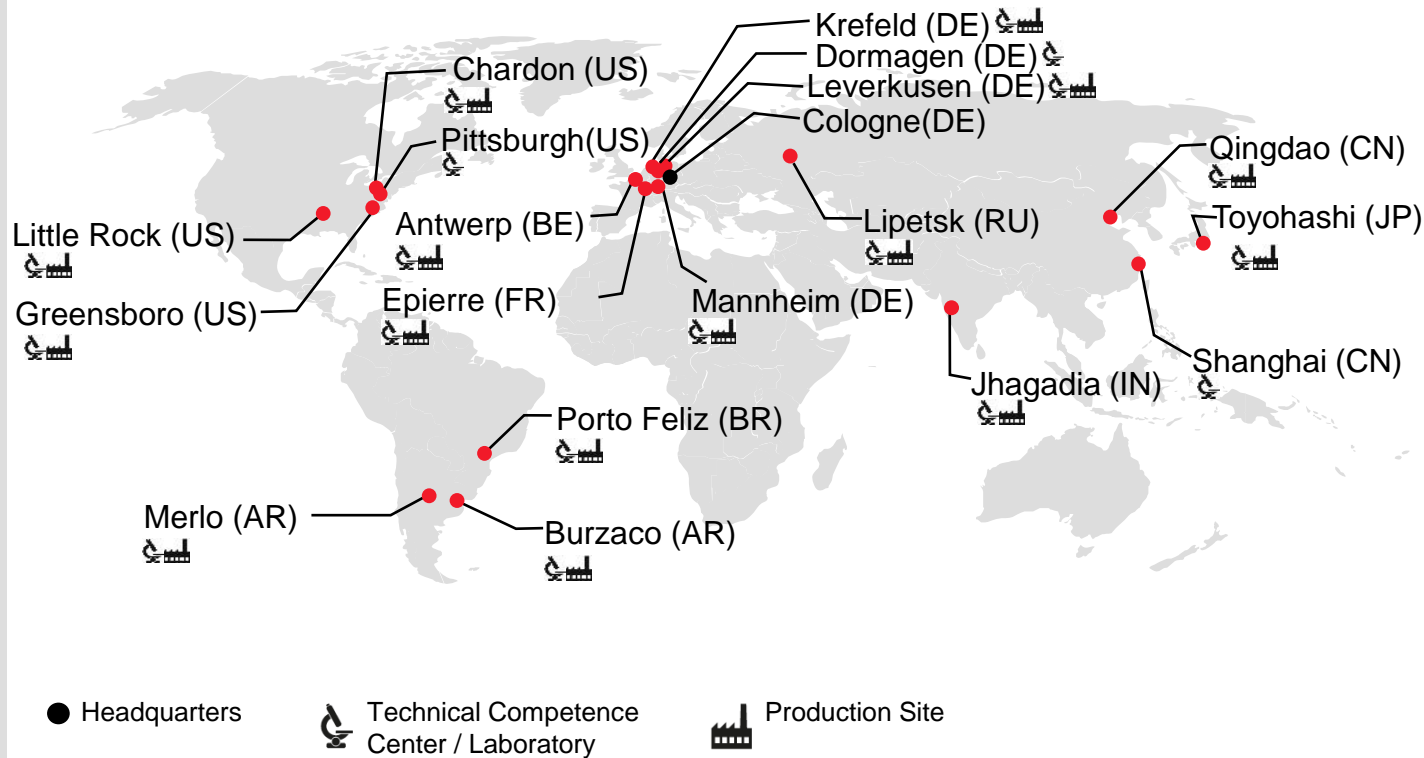 Krefeld (DE)
Dormagen (DE)
Leverkusen (DE)
Cologne(DE)
Chardon (US)
Pittsburgh(US)
Qingdao (CN)
Toyohashi (JP)
Little Rock (US)
Antwerp (BE)
Lipetsk (RU)
Greensboro (US)
Epierre (FR)
Mannheim (DE)
Shanghai (CN)
Jhagadia (IN)
Porto Feliz (BR)
Merlo (AR)
Burzaco (AR)
Headquarters
Technical Competence
Center / Laboratory
Production Site